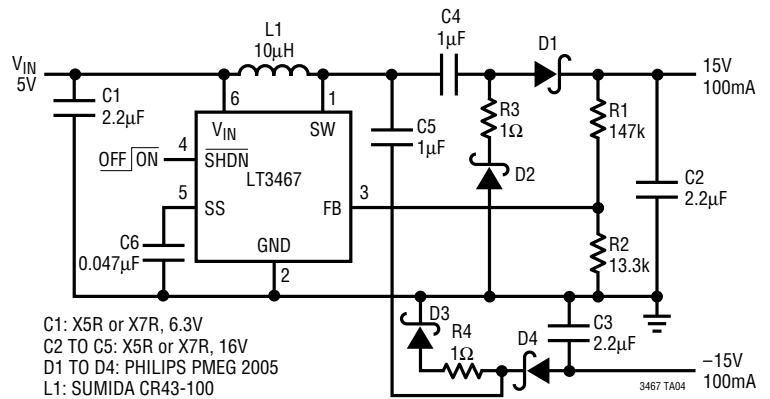 L1
10µH
C4
1µF
D1
VIN
5V
15V
100mA
C1
2.2µF
6
1
VIN
SW
C5
1µF
R3
1Ω
R1
147k
4
OFF ON
SHDN
LT3467
D2
C2
2.2µF
5
SS
3
FB
C6
0.047µF
GND
2
R2
13.3k
C1: X5R or X7R, 6.3V
C2 TO C5: X5R or X7R, 16V
D1 TO D4: PHILIPS PMEG 2005
L1: SUMIDA CR43-100
D3
R4
1Ω
D4
C3
2.2µF
–15V
100mA
3467 TA04